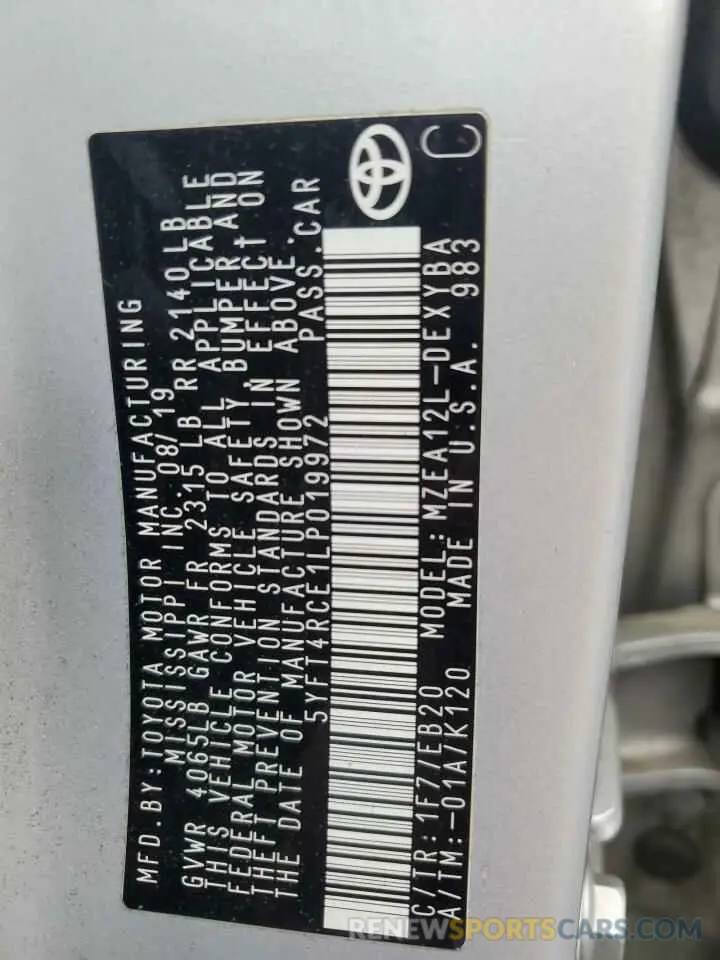 MFD.BY:TOYOTA MOTOR MANUFACTURING
MISSISSIPPI INC. 08/19
GVWR 4065LB GAWR FR 2315 LB RR 2140LB
THIS VEHICLE CONFORMS TO ALL APPLICABLE
FEDERAL MOTOR VEHICLE SAFETY, BUMPER AND
THEFT PREVENTION STANDARDS IN EFFECT ON
THE DATE OF MANUFACTURE SHOWN ABOVE.
5YFT4RCE1LP019972 PASS.CAR
C/TR:1F7/EB20 MODEL:MZEA12L-DEXYBA
A/TM:-01A/K120 MADE IN U.S.A. 983
C
RENEWSPORTSCARS.COM